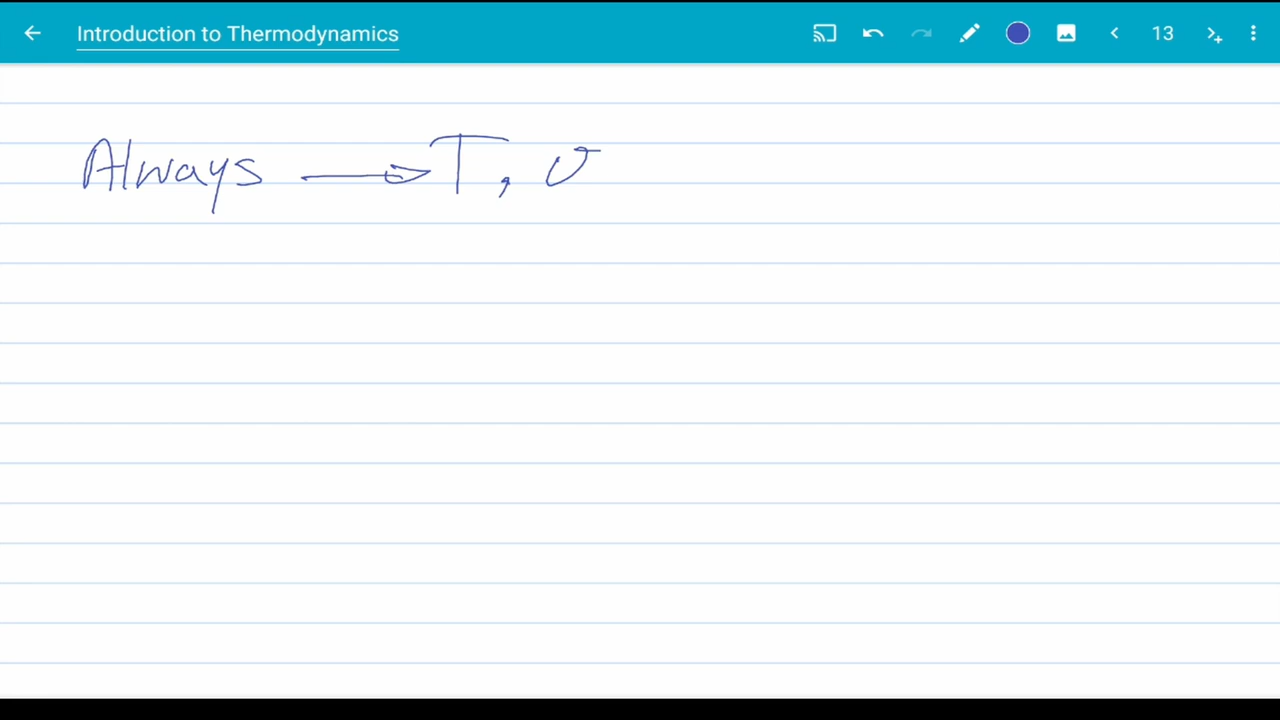 Introduction to Thermodynamics 13
Always → T, v